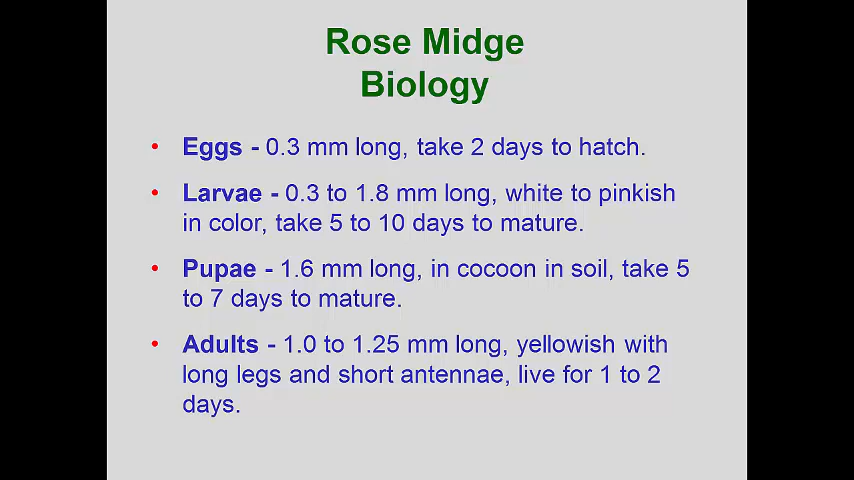 Rose Midge
Biology
• Eggs - 0.3 mm long, take 2 days to hatch.
• Larvae - 0.3 to 1.8 mm long, white to pinkish
in color, take 5 to 10 days to mature.
• Pupae - 1.6 mm long, in cocoon in soil, take 5
to 7 days to mature.
• Adults - 1.0 to 1.25 mm long, yellowish with
long legs and short antennae, live for 1 to 2
days.